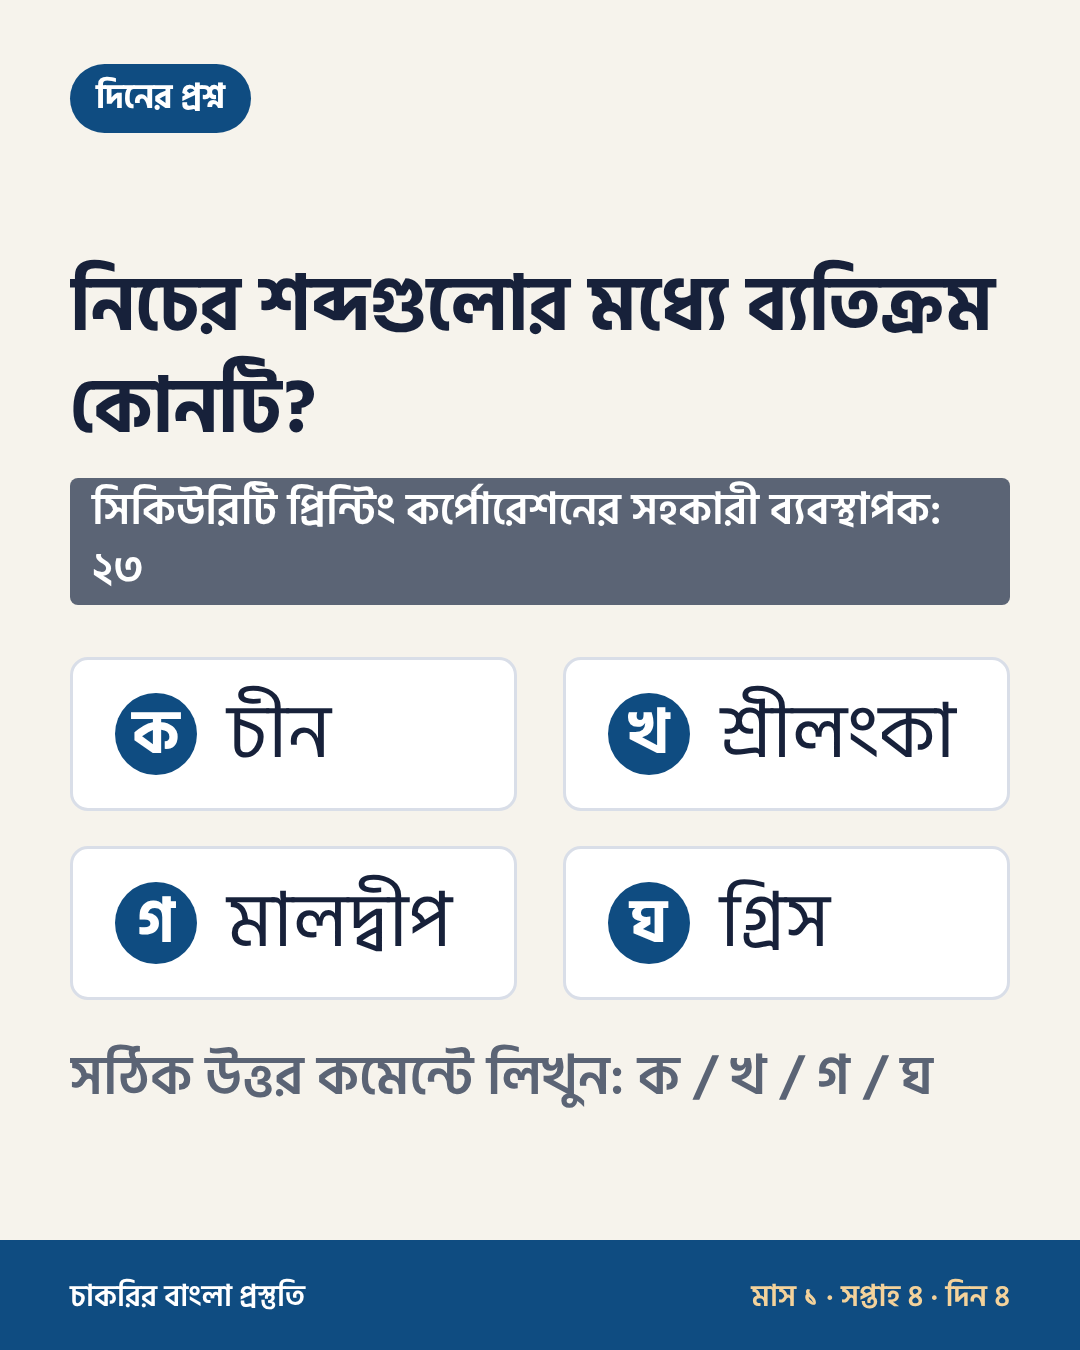 দিনের প্রশ্ন
নিচের শব্দগুলোর মধ্যে ব্যতিক্রম
কোনটি?
সিকিউরিটি প্রিন্টিং কর্পোরেশনের সহকারী ব্যবস্থাপক:
২৩
ক চীন
খ শ্রীলংকা
গ মালদ্বীপ
ঘ গ্রিস
সঠিক উত্তর কমেন্টে লিখুন: ক / খ / গ / ঘ
চাকরির বাংলা প্রস্তুতি
মাস ১ · সপ্তাহ ৪ · দিন ৪